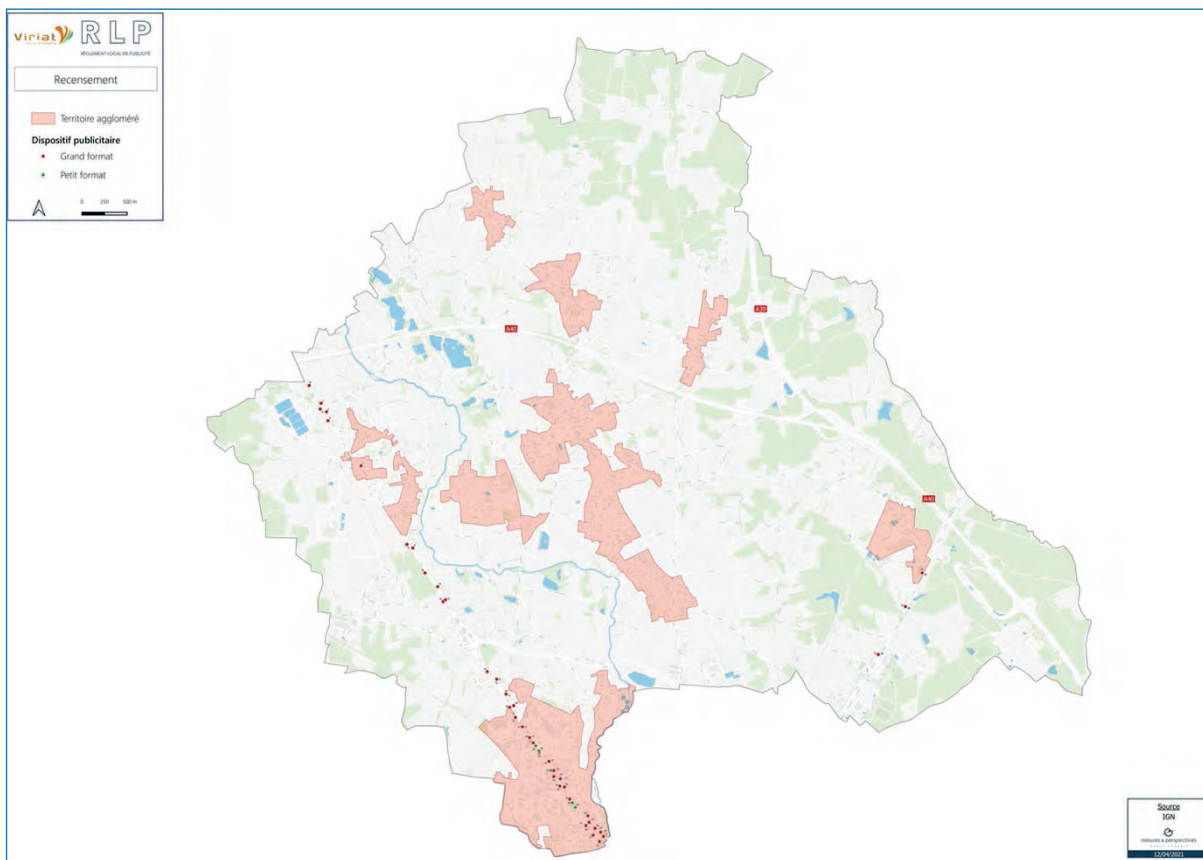 Viriat
RLP
RÈGLEMENT LOCAL DE PUBLICITÉ
Recensement
Territoire aggloméré
Dispositif publicitaire
Grand format
Petit format
0 250 500 m
A39
A40
A40
Source
IGN
mesures & perspectives
12/04/2021